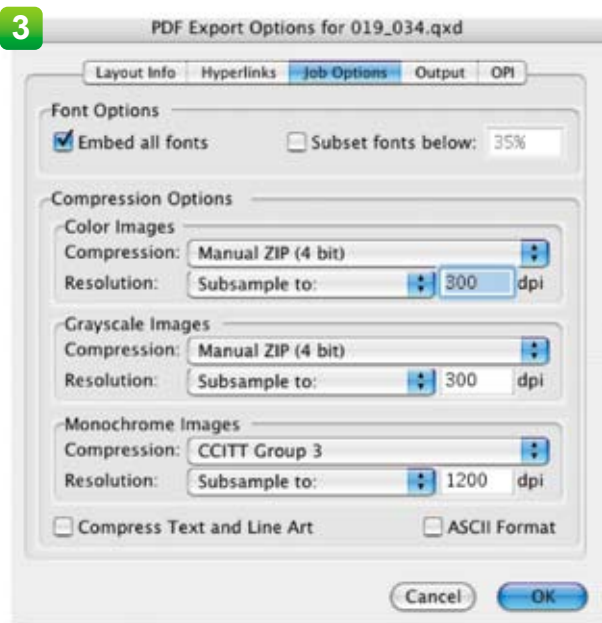 3
PDF Export Options for 019_034.qxd
Layout Info Hyperlinks Job Options Output OPI
Font Options
Embed all fonts Subset fonts below: 35%
Compression Options
Color Images
Compression: Manual ZIP (4 bit)
Resolution: Subsample to: 300 dpi
Grayscale Images
Compression: Manual ZIP (4 bit)
Resolution: Subsample to: 300 dpi
Monochrome Images
Compression: CCITT Group 3
Resolution: Subsample to: 1200 dpi
Compress Text and Line Art ASCII Format
Cancel OK